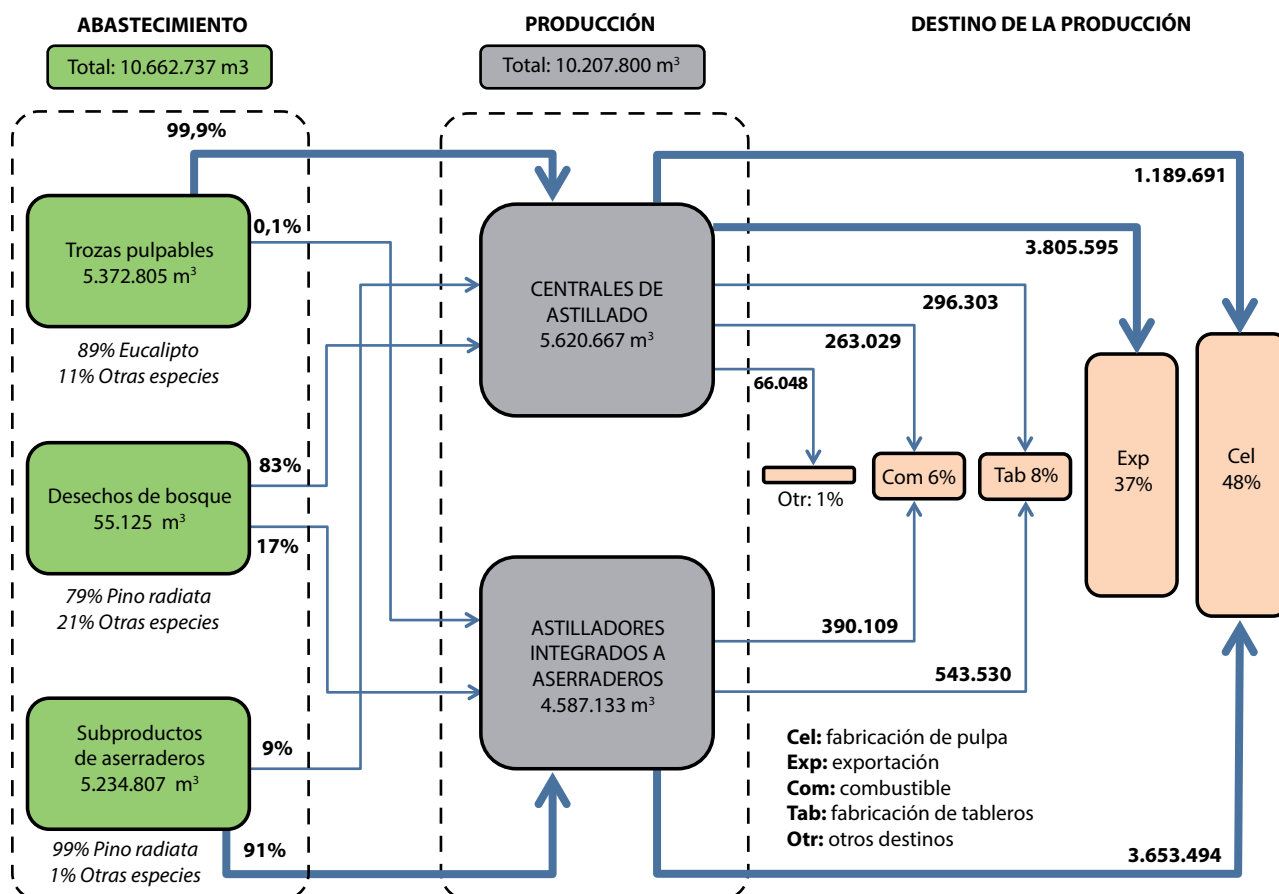 ABASTECIMIENTO
Total: 10.662.737 m3
PRODUCCIÓN
Total: 10.207.800 m³
DESTINO DE LA PRODUCCIÓN
99,9%
Trozas pulpables
5.372.805 m³
0,1%
89% Eucalipto
11% Otras especies
Desechos de bosque
55.125 m³
83%
17%
79% Pino radiata
21% Otras especies
Subproductos
de aserraderos
5.234.807 m³
9%
91%
99% Pino radiata
1% Otras especies
CENTRALES DE
ASTILLADO
5.620.667 m³
ASTILLADORES
INTEGRADOS A
ASERRADEROS
4.587.133 m³
1.189.691
3.805.595
296.303
263.029
66.048
Otr: 1%
Com 6%
Tab 8%
Exp
37%
Cel
48%
390.109
543.530
3.653.494
Cel: fabricación de pulpa
Exp: exportación
Com: combustible
Tab: fabricación de tableros
Otr: otros destinos